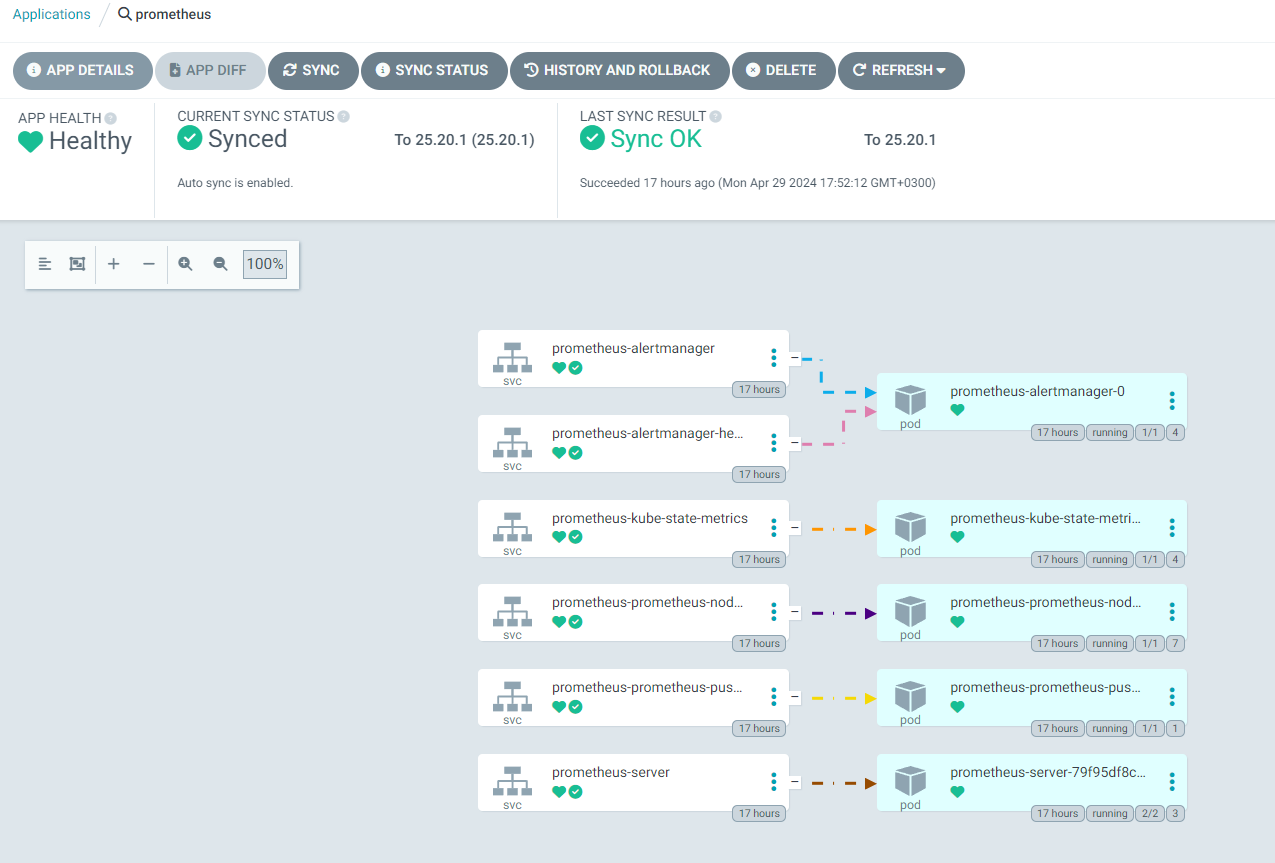 Applications / prometheus
APP DETAILS APP DIFF SYNC SYNC STATUS HISTORY AND ROLLBACK DELETE REFRESH
APP HEALTH
Healthy
CURRENT SYNC STATUS
Synced To 25.20.1 (25.20.1)
Auto sync is enabled.
LAST SYNC RESULT
Sync OK To 25.20.1
Succeeded 17 hours ago (Mon Apr 29 2024 17:52:12 GMT+0300)
100%
svc prometheus-alertmanager
17 hours
pod prometheus-alertmanager-0
17 hours running 1/1 4
svc prometheus-alertmanager-he...
17 hours
svc prometheus-kube-state-metrics
17 hours
pod prometheus-kube-state-metri...
17 hours running 1/1 4
svc prometheus-prometheus-nod...
17 hours
pod prometheus-prometheus-nod...
17 hours running 1/1 7
svc prometheus-prometheus-pus...
17 hours
pod prometheus-prometheus-pus...
17 hours running 1/1 1
svc prometheus-server
17 hours
pod prometheus-server-79f95df8c...
17 hours running 2/2 3